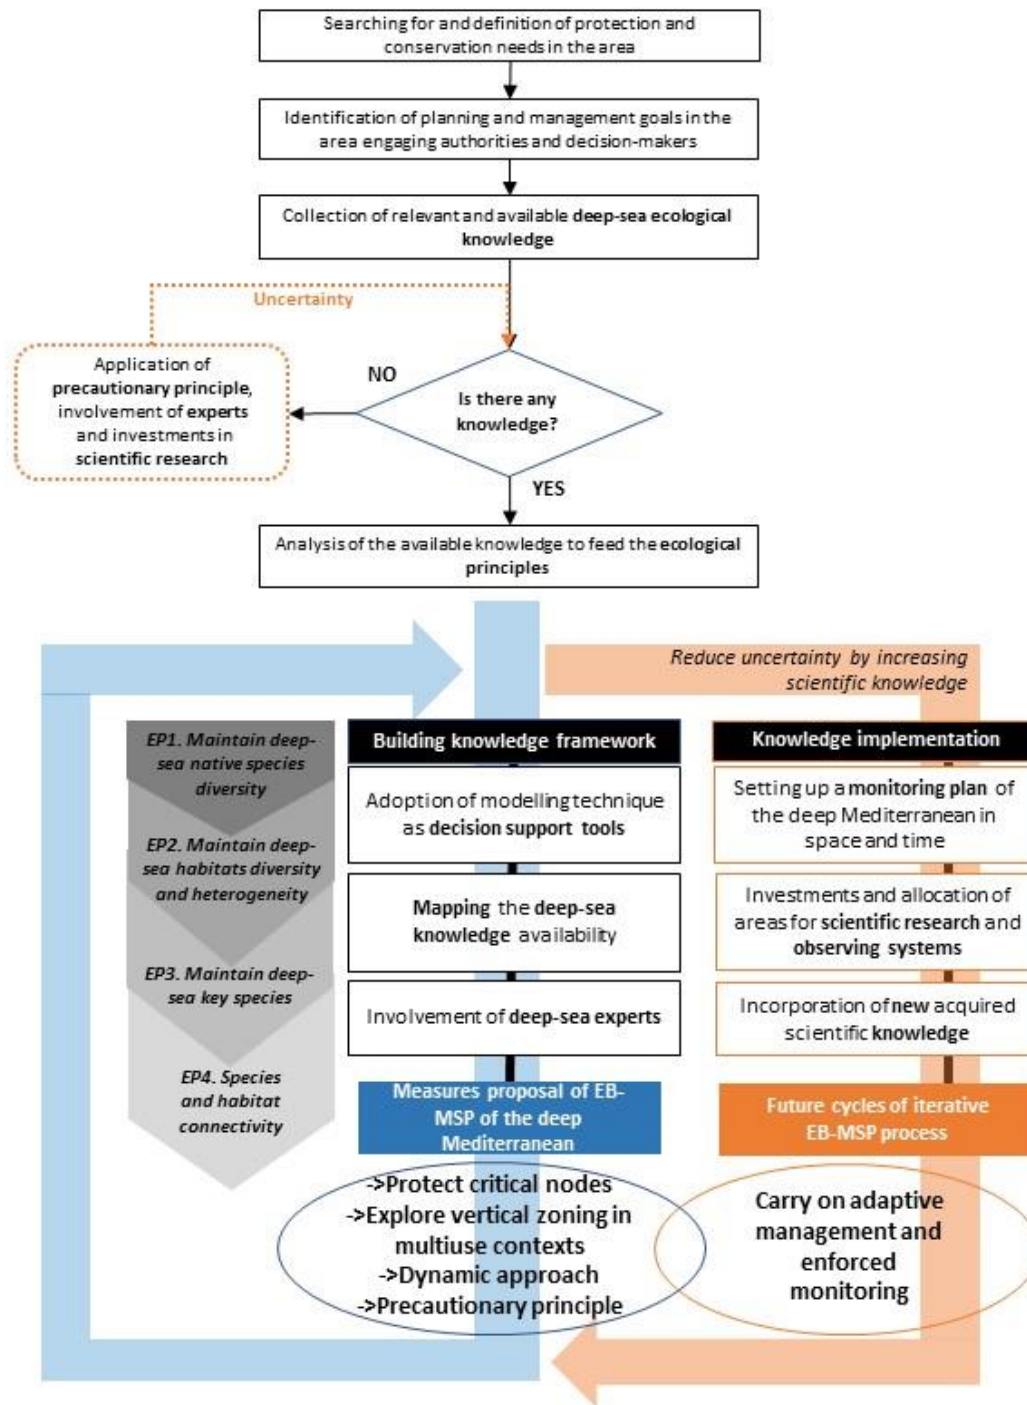 Searching for and definition of protection and
conservation needs in the area
Identification of planning and management goals in the
area engaging authorities and decision-makers
Collection of relevant and available deep-sea ecological
knowledge
Uncertainty
Application of
precautionary principle,
involvement of experts
and investments in
scientific research
NO
Is there any
knowledge?
YES
Analysis of the available knowledge to feed the ecological
principles
Reduce uncertainty by increasing
scientific knowledge
EP1. Maintain deep-
sea native species
diversity
EP2. Maintain deep-
sea habitats diversity
and heterogeneity
EP3. Maintain deep-
sea key species
EP4. Species
and habitat
connectivity
Building knowledge framework
Adoption of modelling technique
as decision support tools
Mapping the deep-sea
knowledge availability
Involvement of deep-sea experts
Measures proposal of EB-
MSP of the deep
Mediterranean
->Protect critical nodes
->Explore vertical zoning in
multiuse contexts
->Dynamic approach
->Precautionary principle
Knowledge implementation
Setting up a monitoring plan of
the deep Mediterranean in
space and time
Investments and allocation of
areas for scientific research and
observing systems
Incorporation of new acquired
scientific knowledge
Future cycles of iterative
EB-MSP process
Carry on adaptive
management and
enforced
monitoring